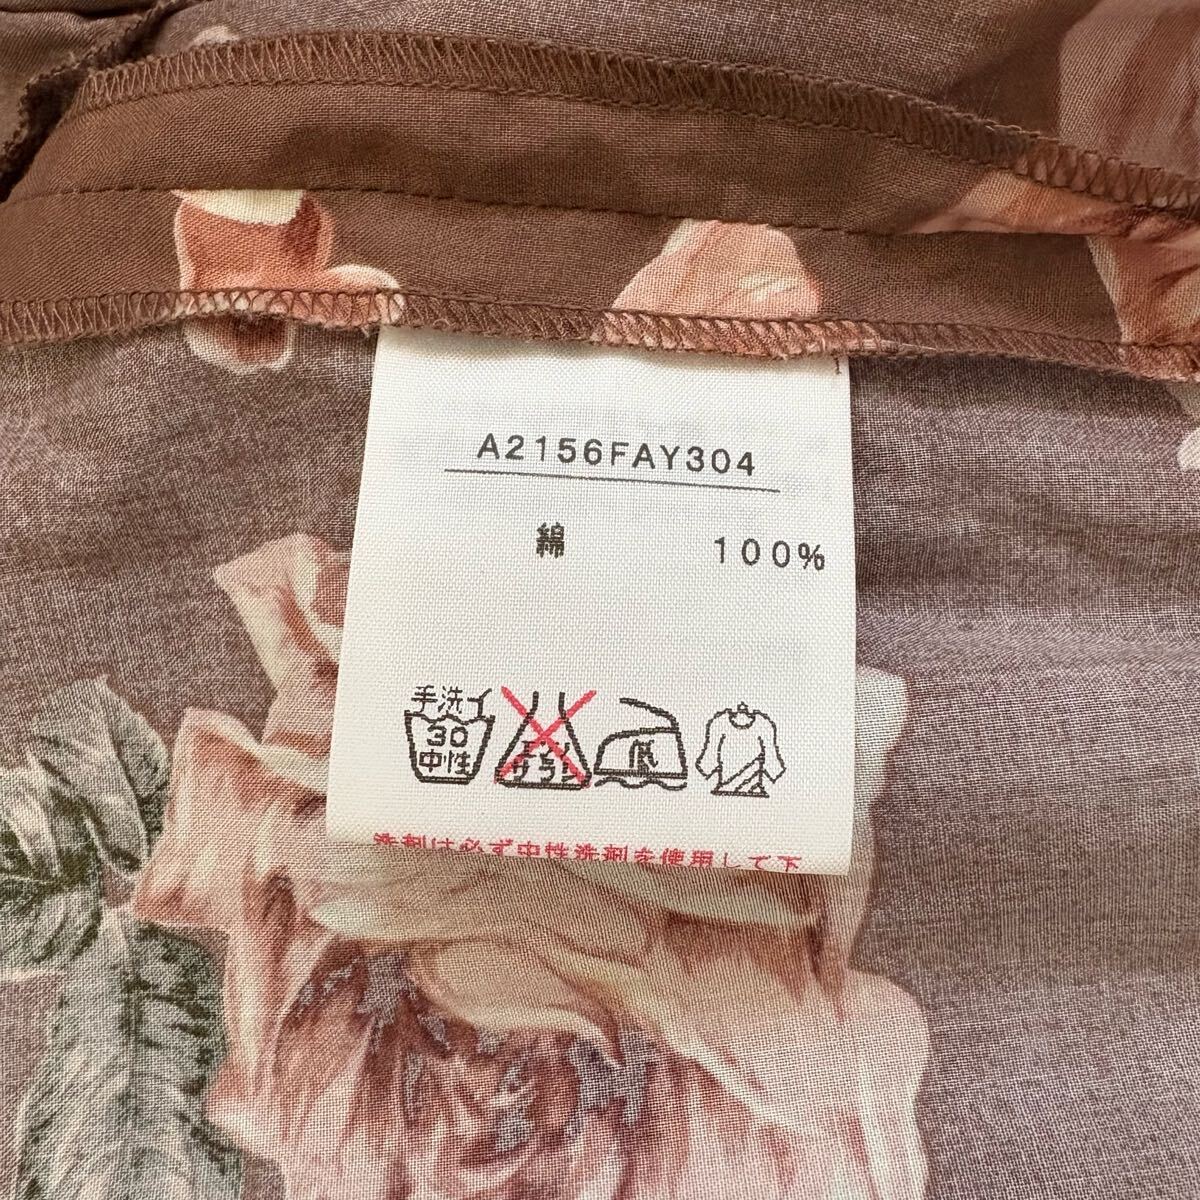 A2156FAY304
綿 100%
手洗イ
30
中性
エンソ
サラシ
低
洗剤は必ず中性洗剤を使用して下